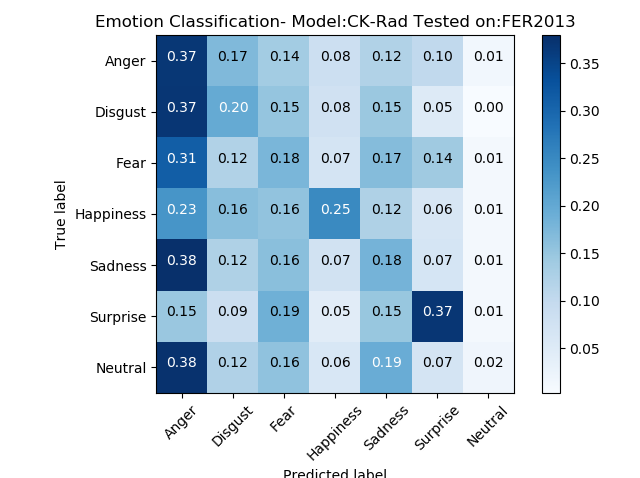 Emotion Classification- Model:CK-Rad Tested on:FER2013
True label
Anger 0.37 0.17 0.14 0.08 0.12 0.10 0.01
Disgust 0.37 0.20 0.15 0.08 0.15 0.05 0.00
Fear 0.31 0.12 0.18 0.07 0.17 0.14 0.01
Happiness 0.23 0.16 0.16 0.25 0.12 0.06 0.01
Sadness 0.38 0.12 0.16 0.07 0.18 0.07 0.01
Surprise 0.15 0.09 0.19 0.05 0.15 0.37 0.01
Neutral 0.38 0.12 0.16 0.06 0.19 0.07 0.02
Anger Disgust Fear Happiness Sadness Surprise Neutral
Predicted label
0.35
0.30
0.25
0.20
0.15
0.10
0.05